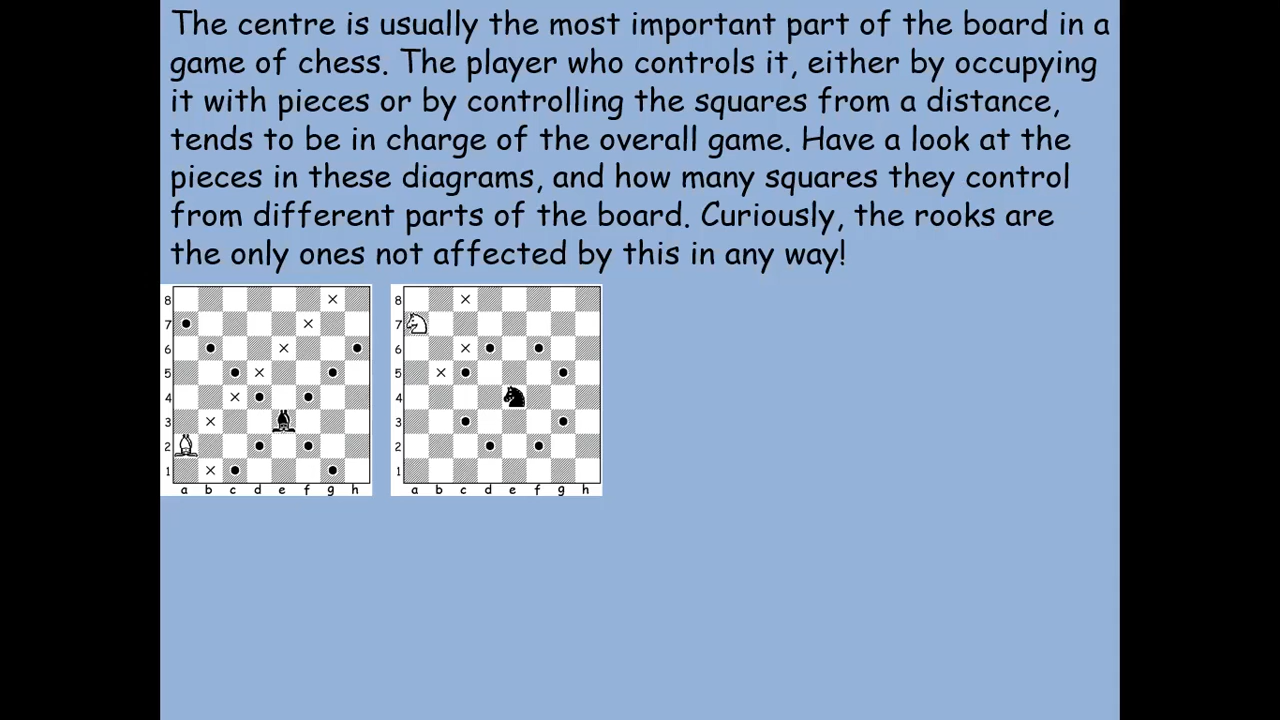 The centre is usually the most important part of the board in a
game of chess. The player who controls it, either by occupying
it with pieces or by controlling the squares from a distance,
tends to be in charge of the overall game. Have a look at the
pieces in these diagrams, and how many squares they control
from different parts of the board. Curiously, the rooks are
the only ones not affected by this in any way!
8
7
6
5
4
3
2
1
a b c d e f g h
8
7
6
5
4
3
2
1
a b c d e f g h